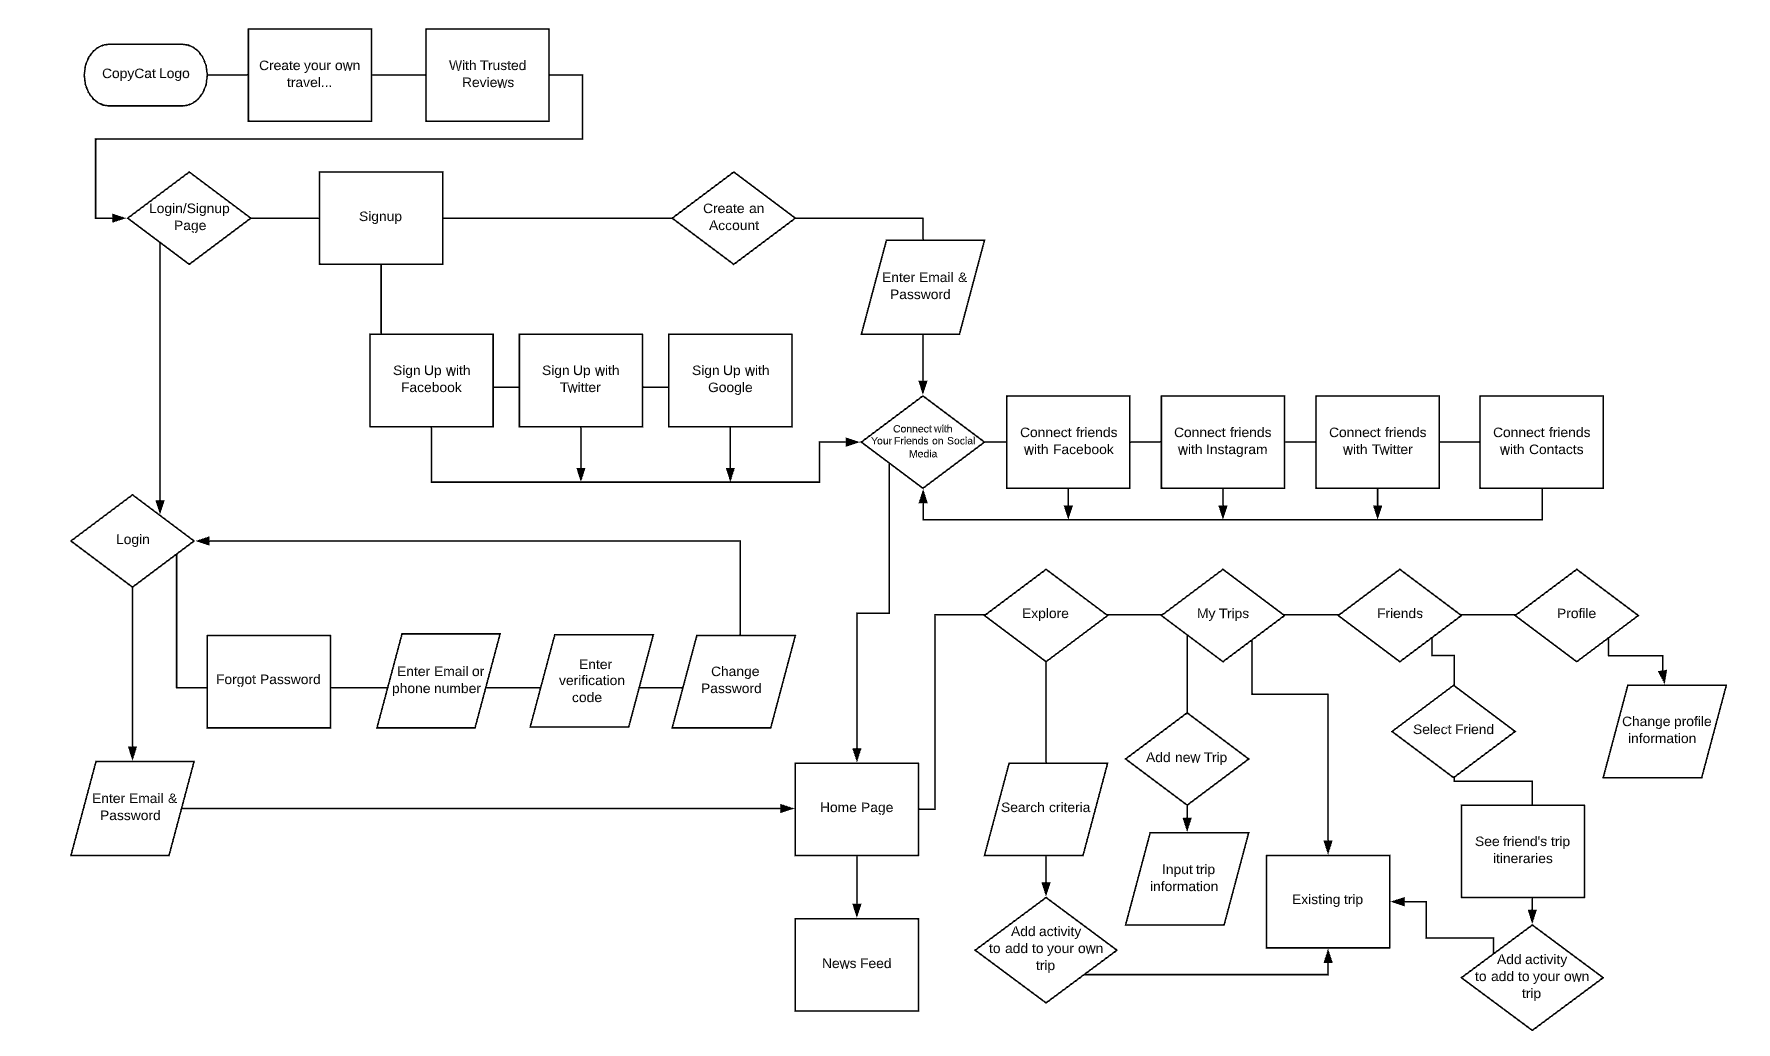 CopyCat Logo
Create your own
travel...
With Trusted
Reviews
Login/Signup
Page
Signup
Create an
Account
Enter Email &
Password
Sign Up with
Facebook
Sign Up with
Twitter
Sign Up with
Google
Connect with
Your Friends on Social
Media
Connect friends
with Facebook
Connect friends
with Instagram
Connect friends
with Twitter
Connect friends
with Contacts
Login
Forgot Password
Enter Email or
phone number
Enter
verification
code
Change
Password
Enter Email &
Password
Home Page
News Feed
Explore
My Trips
Friends
Profile
Search criteria
Add new Trip
Select Friend
Change profile
information
Input trip
information
Existing trip
See friend's trip
itineraries
Add activity
to add to your own
trip
Add activity
to add to your own
trip